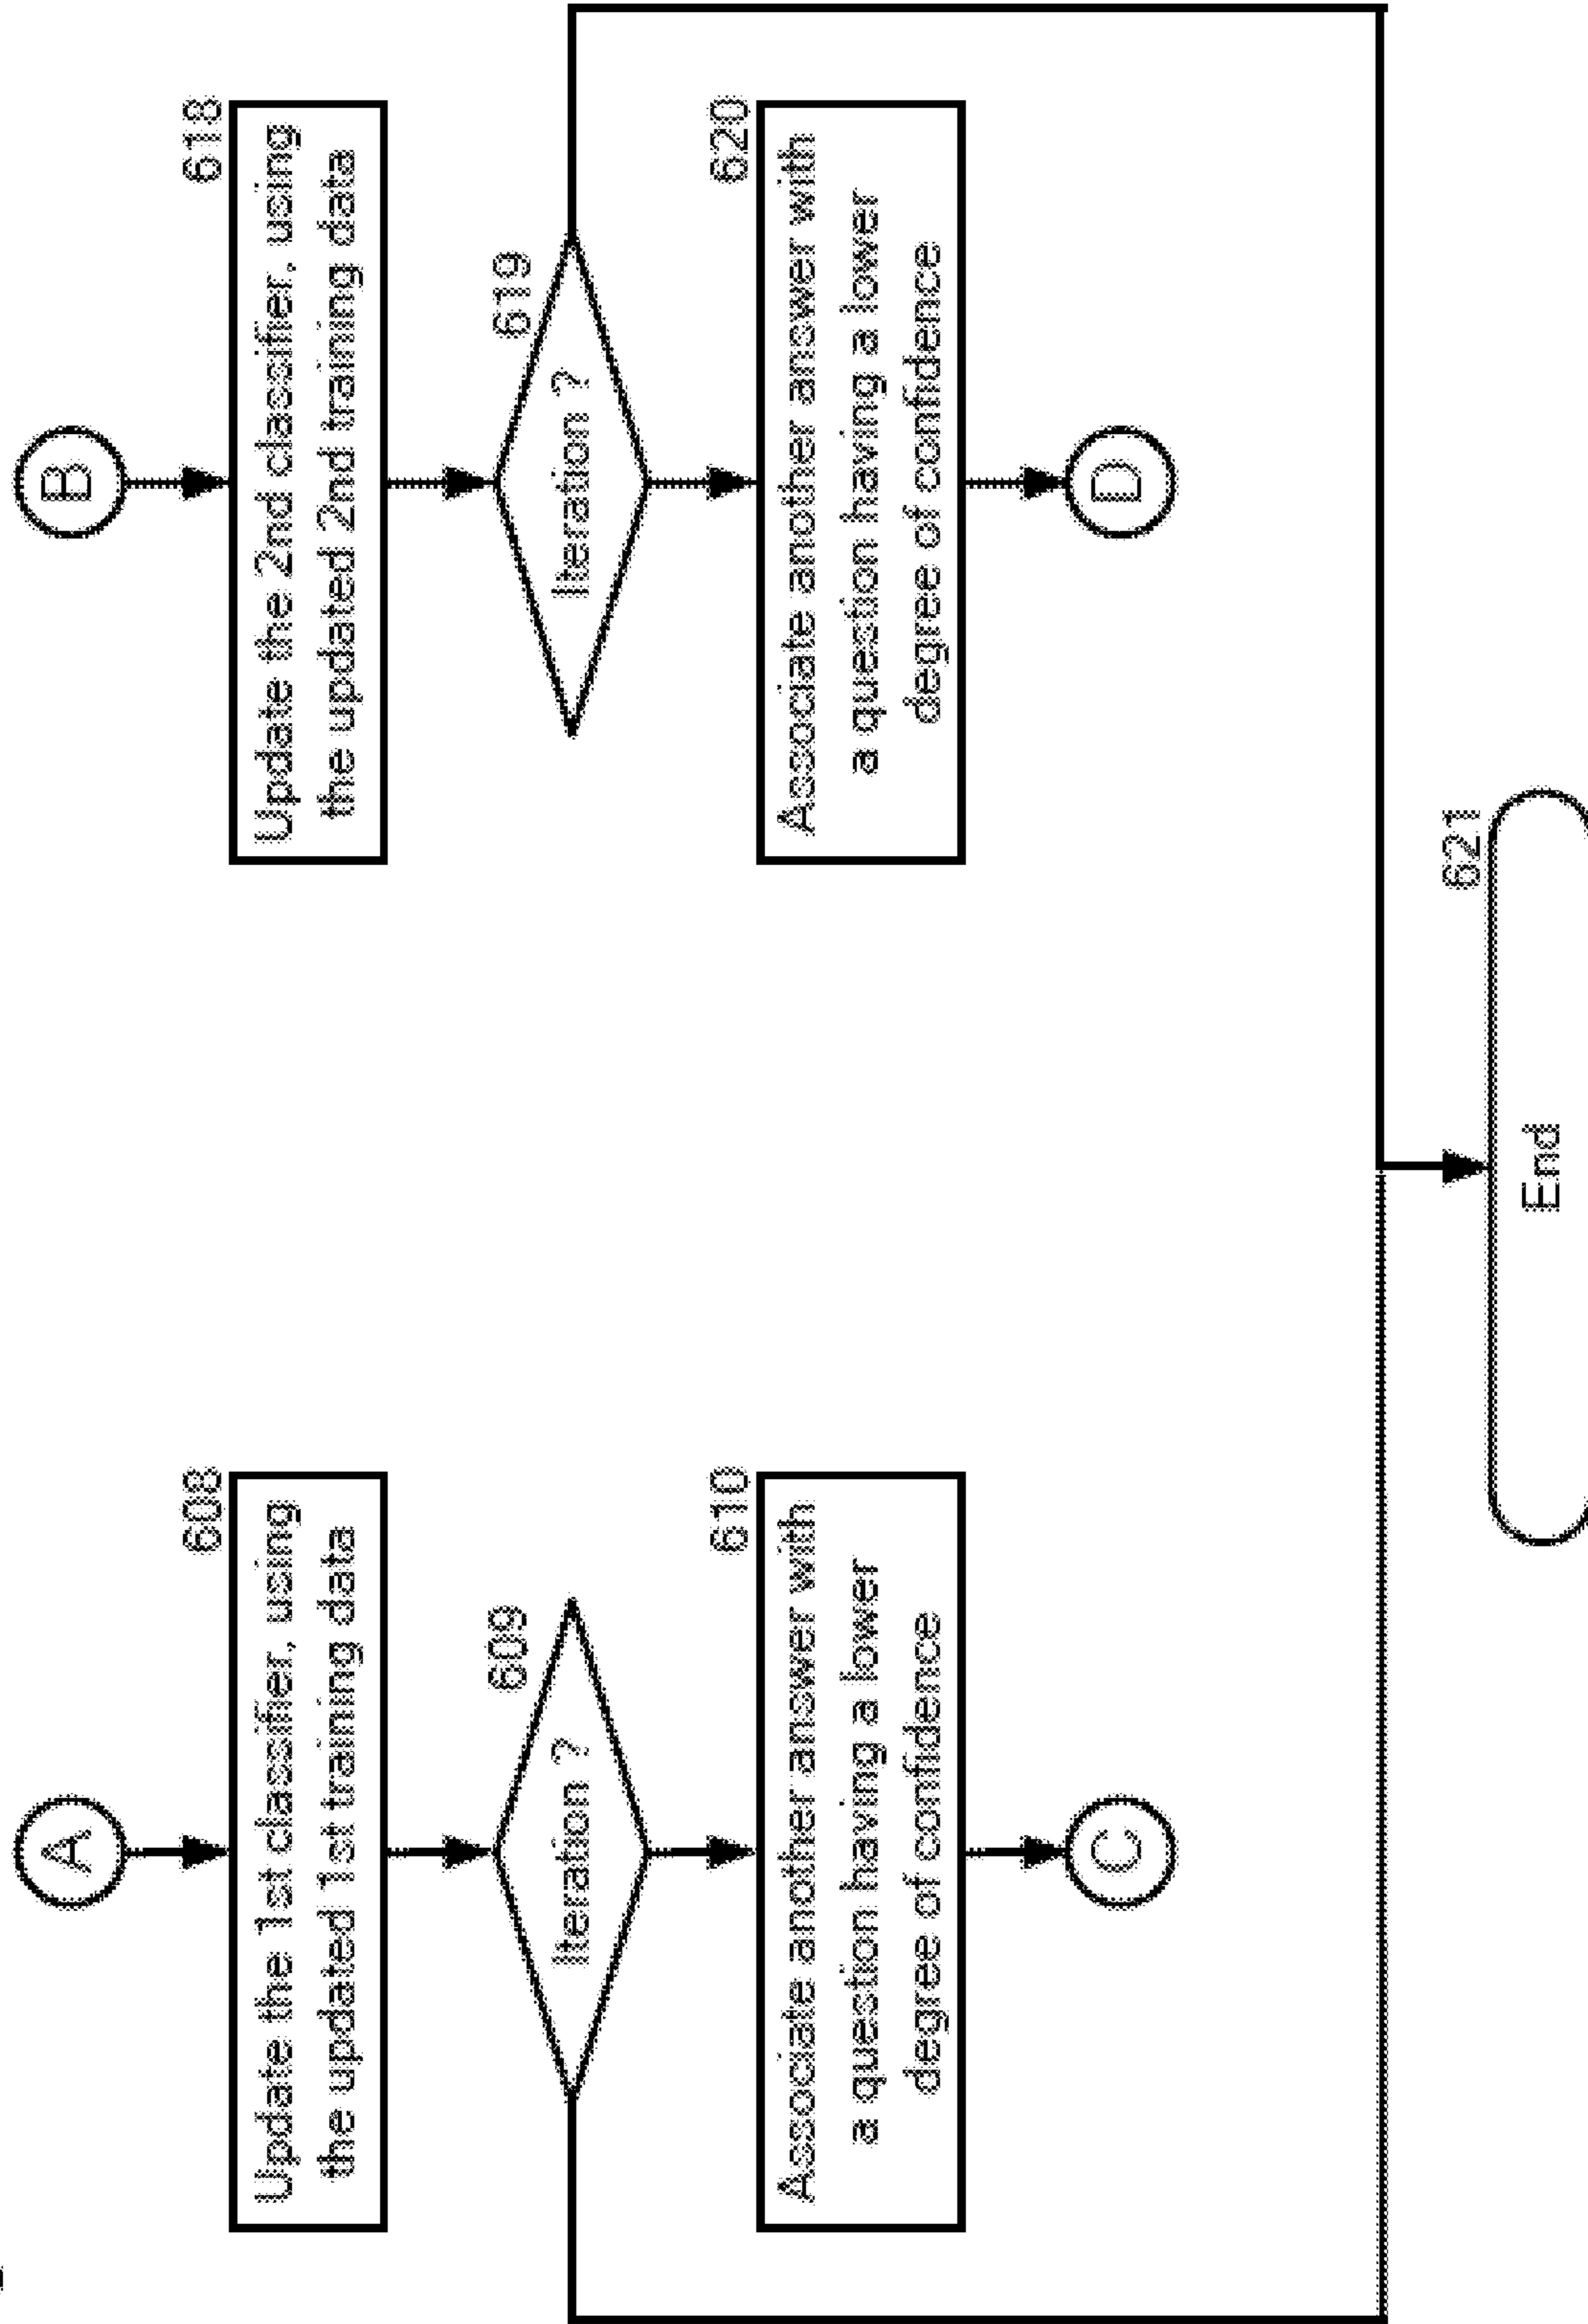 A
608
Update the 1st classifier, using
the updated 1st training data
609
Iteration ?
610
Associate another answer with
a question having a lower
degree of confidence
C
B
618
Update the 2nd classifier, using
the updated 2nd training data
619
Iteration ?
620
Associate another answer with
a question having a lower
degree of confidence
D
621
End